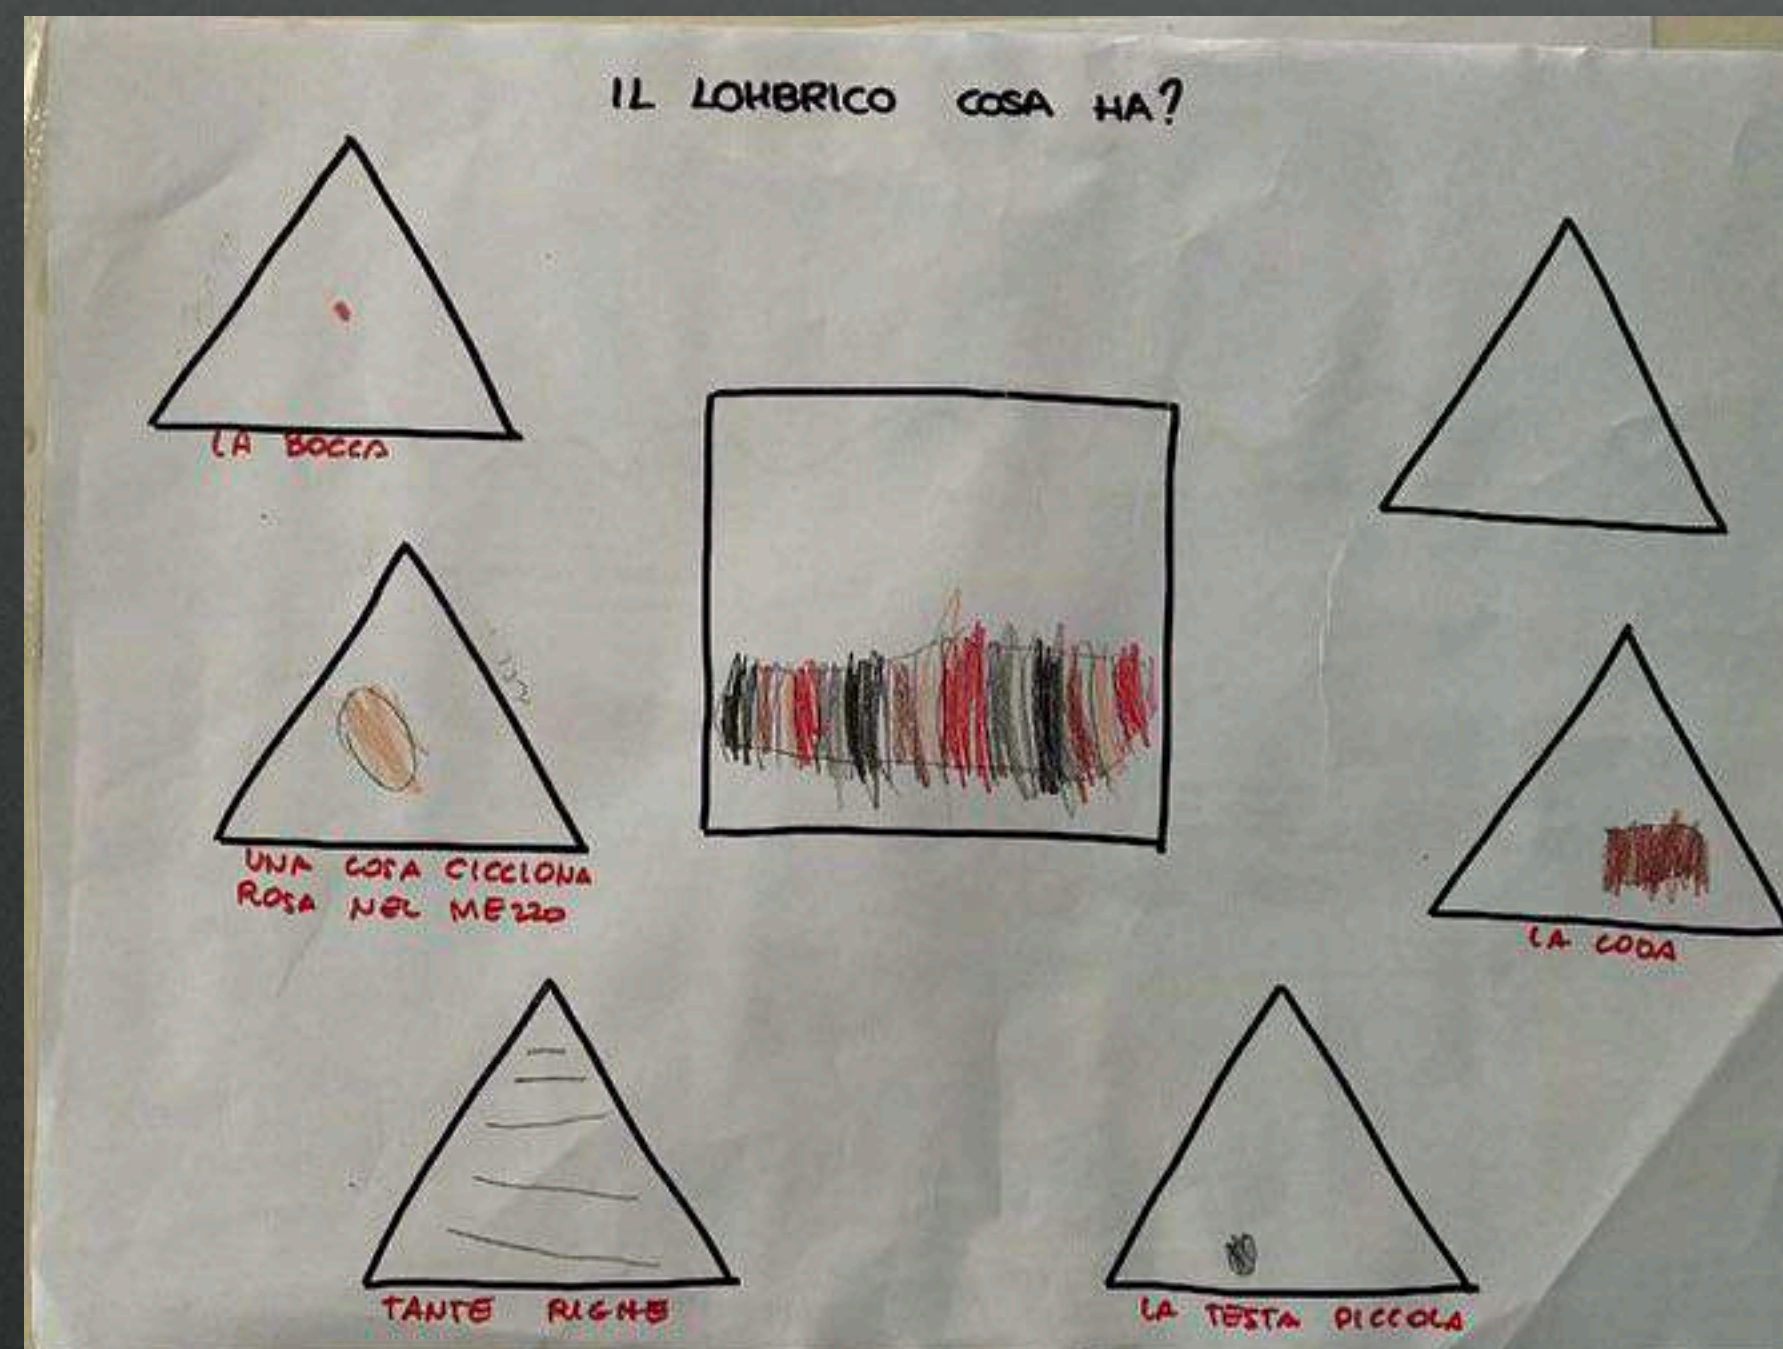 IL LOMBRICO COSA HA?
LA BOCCA
UNA COSA CICCIONA
ROSA NEL MEZZO
LA CODA
TANTE RIGHE
LA TESTA PICCOLA